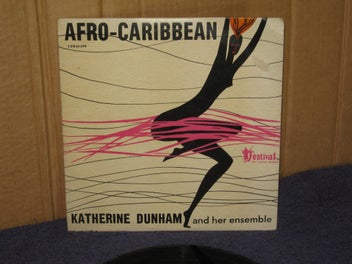 AFRO-CARIBBEAN
KATHERINE DUNHAM and her ensemble
Festival